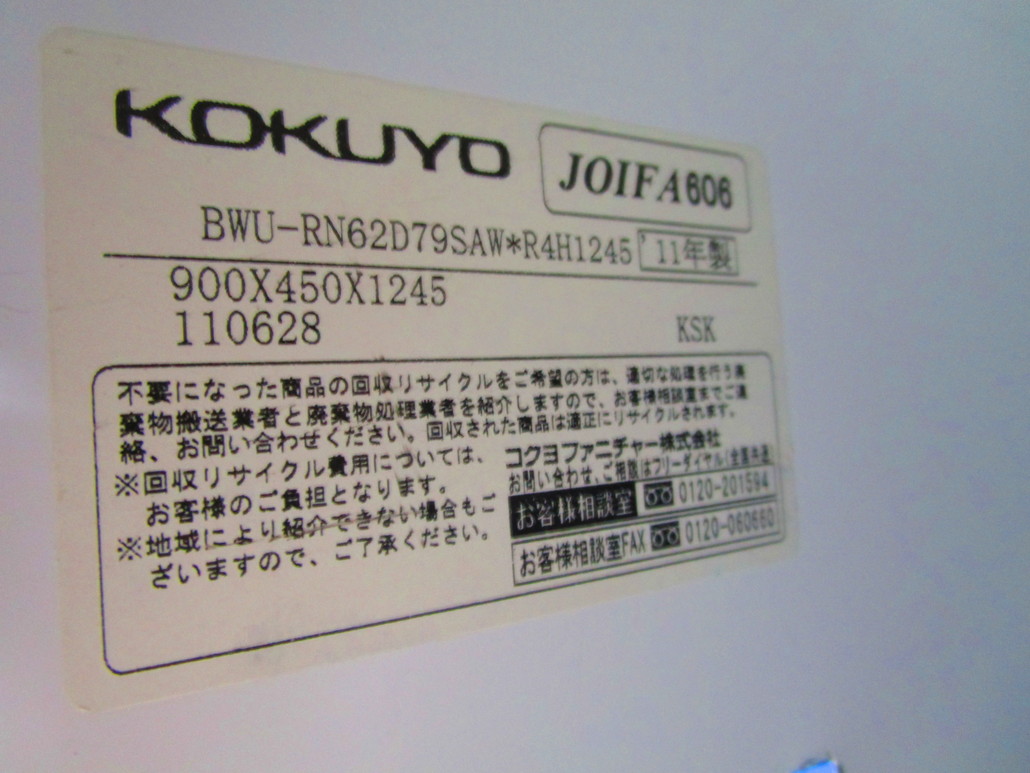 KOKUYO
JOIFA606
BWU-RN62D79SAW*R4H1245 '11年製
900X450X1245
110628 KSK
不要になった商品の回収リサイクルをご希望の方は、適切な処理を行う廃
棄物搬送業者と廃棄物処理業者を紹介しますので、お客様相談室までご連
絡、お問い合わせください。回収された商品は適正にリサイクルされます。
※回収リサイクル費用については、
お客様のご負担となります。
※地域により紹介できない場合もご
ざいますので、ご了承ください。
コクヨファニチャー株式会社
お問い合わせ、ご相談はフリーダイヤル(全国共通)
お客様相談室 0120-201594
お客様相談室FAX 0120-060660